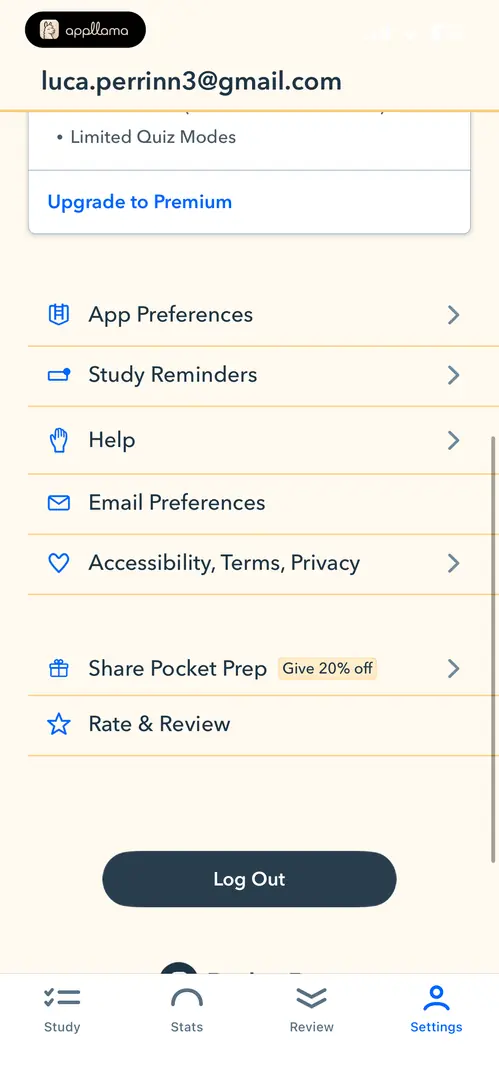 appllama
luca.perrinn3@gmail.com
• Limited Quiz Modes
Upgrade to Premium
App Preferences
Study Reminders
Help
Email Preferences
Accessibility, Terms, Privacy
Share Pocket Prep Give 20% off
Rate & Review
Log Out
Study Stats Review Settings